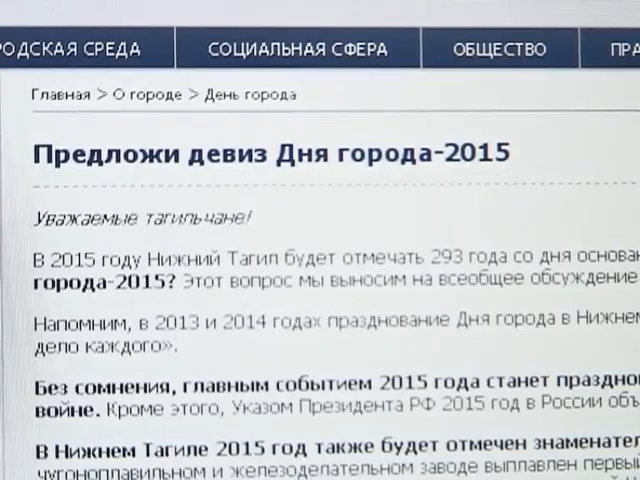 РОДСКАЯ СРЕДА СОЦИАЛЬНАЯ СФЕРА ОБЩЕСТВО ПРА
Главная > О городе > День города
Предложи девиз Дня города-2015
Уважаемые тагильчане!
В 2015 году Нижний Тагил будет отмечать 293 года со дня основан
города-2015? Этот вопрос мы выносим на всеобщее обсуждение
Напомним, в 2013 и 2014 годах празднование Дня города в Нижнем
дело каждого».
Без сомнения, главным событием 2015 года станет праздно
войне. Кроме этого, Указом Президента РФ 2015 год в России объ
В Нижнем Тагиле 2015 год также будет отмечен знаменател
чугоноплавильном и железоделательном заводе выплавлен первый